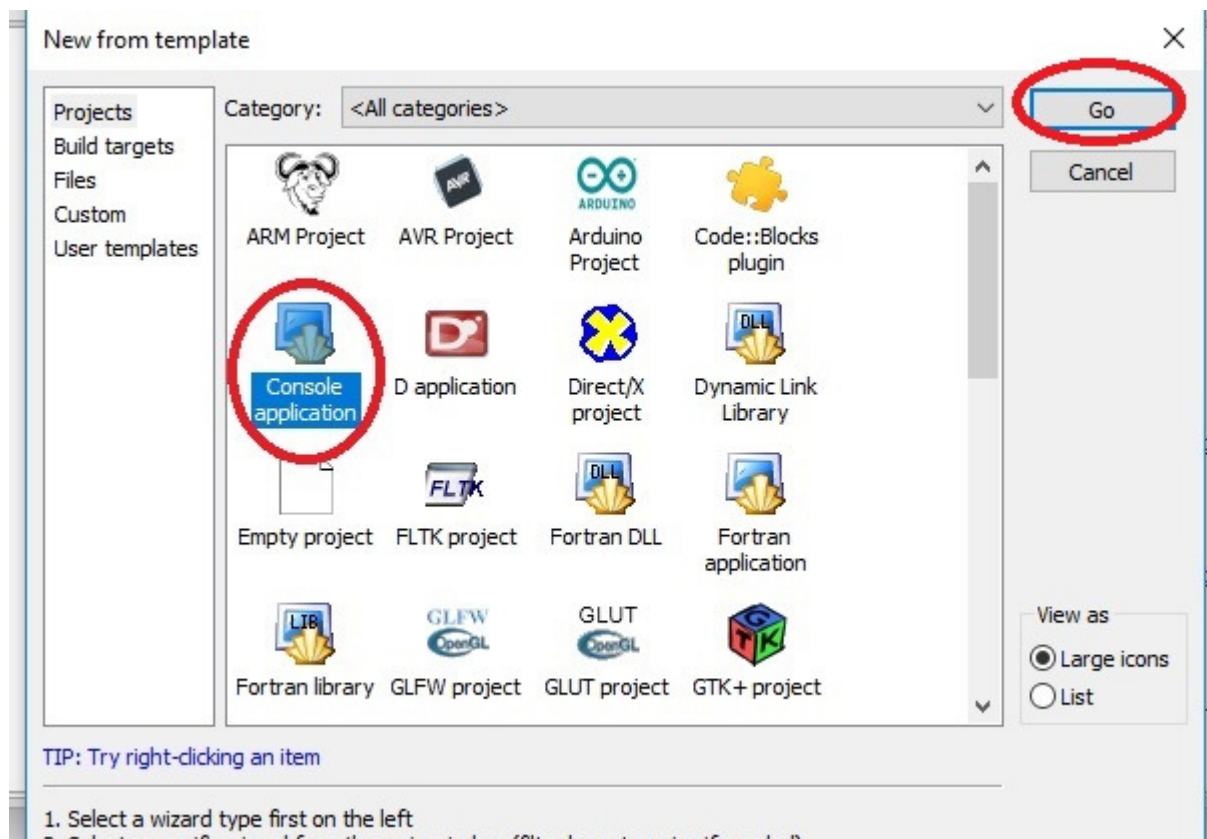 New from template
Projects
Build targets
Files
Custom
User templates
Category: <All categories>
Go
Cancel
AVR
ARDUINO
ARM Project AVR Project Arduino Project Code::Blocks plugin
D
DLL
Console application D application Direct/X project Dynamic Link Library
FLTK
DLL
Empty project FLTK project Fortran DLL Fortran application
LIB
GLFW
OpenGL
GLUT
OpenGL
GTK
Fortran library GLFW project GLUT project GTK+ project
View as
Large icons
List
TIP: Try right-clicking an item
1. Select a wizard type first on the left